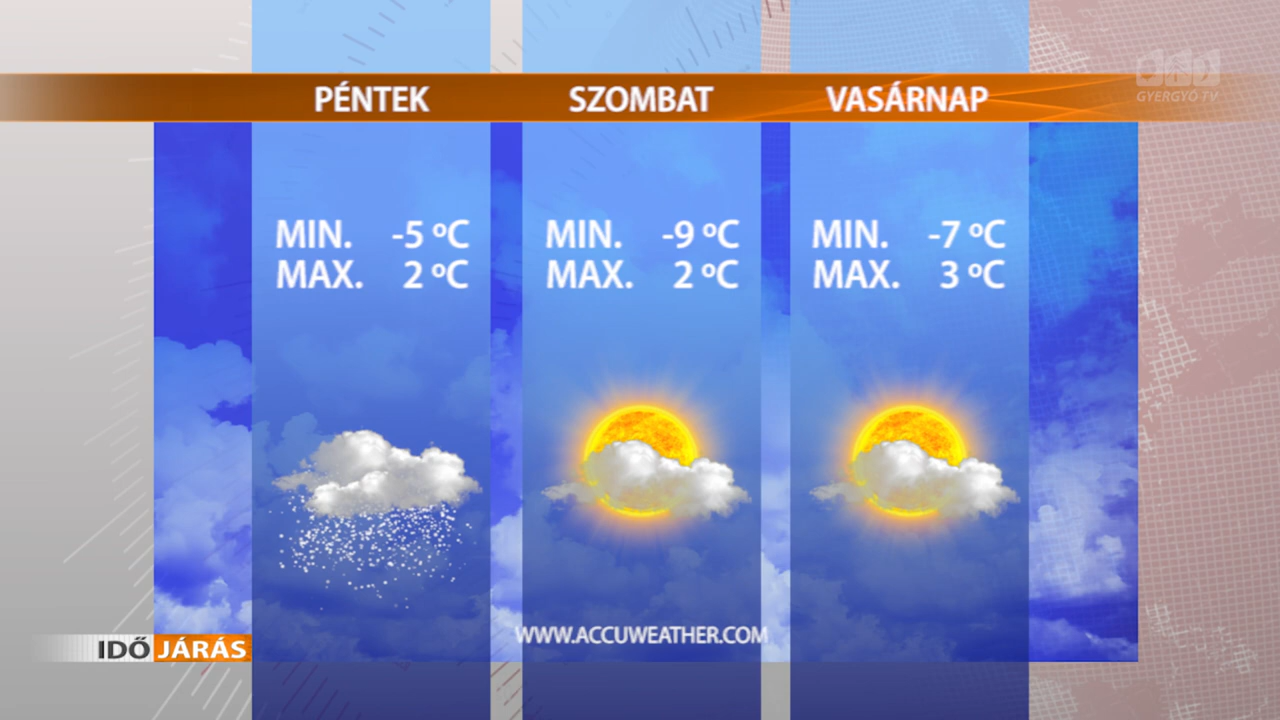 PÉNTEK SZOMBAT VASÁRNAP
GYERGYÓ TV
MIN. -5 ºC MIN. -9 ºC MIN. -7 ºC
MAX. 2 ºC MAX. 2 ºC MAX. 3 ºC
WWW.ACCUWEATHER.COM
IDŐJÁRÁS